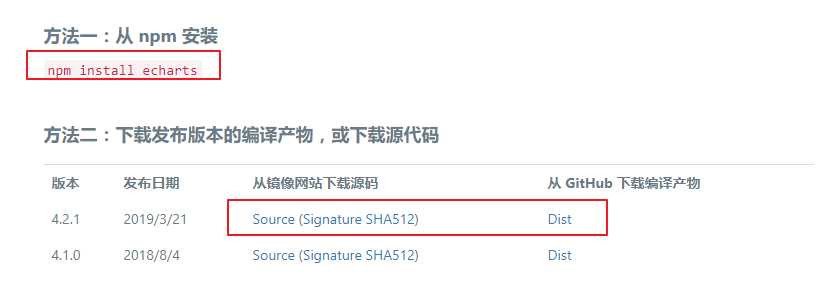 方法一：从 npm 安装
npm install echarts
方法二：下载发布版本的编译产物，或下载源代码
版本 发布日期 从镜像网站下载源码 从 GitHub 下载编译产物
4.2.1 2019/3/21 Source (Signature SHA512) Dist
4.1.0 2018/8/4 Source (Signature SHA512) Dist